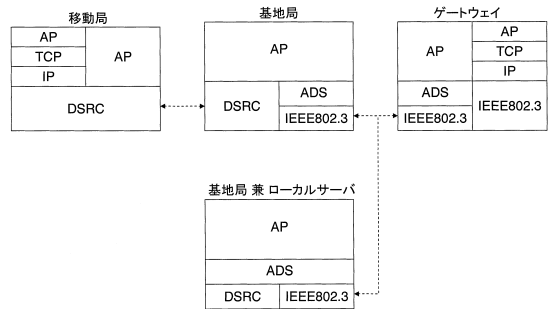 移動局
AP
TCP
IP
AP
DSRC
基地局
AP
DSRC
ADS
IEEE802.3
ゲートウェイ
AP
AP
TCP
IP
ADS
IEEE802.3
IEEE802.3
基地局 兼 ローカルサーバ
AP
ADS
DSRC
IEEE802.3